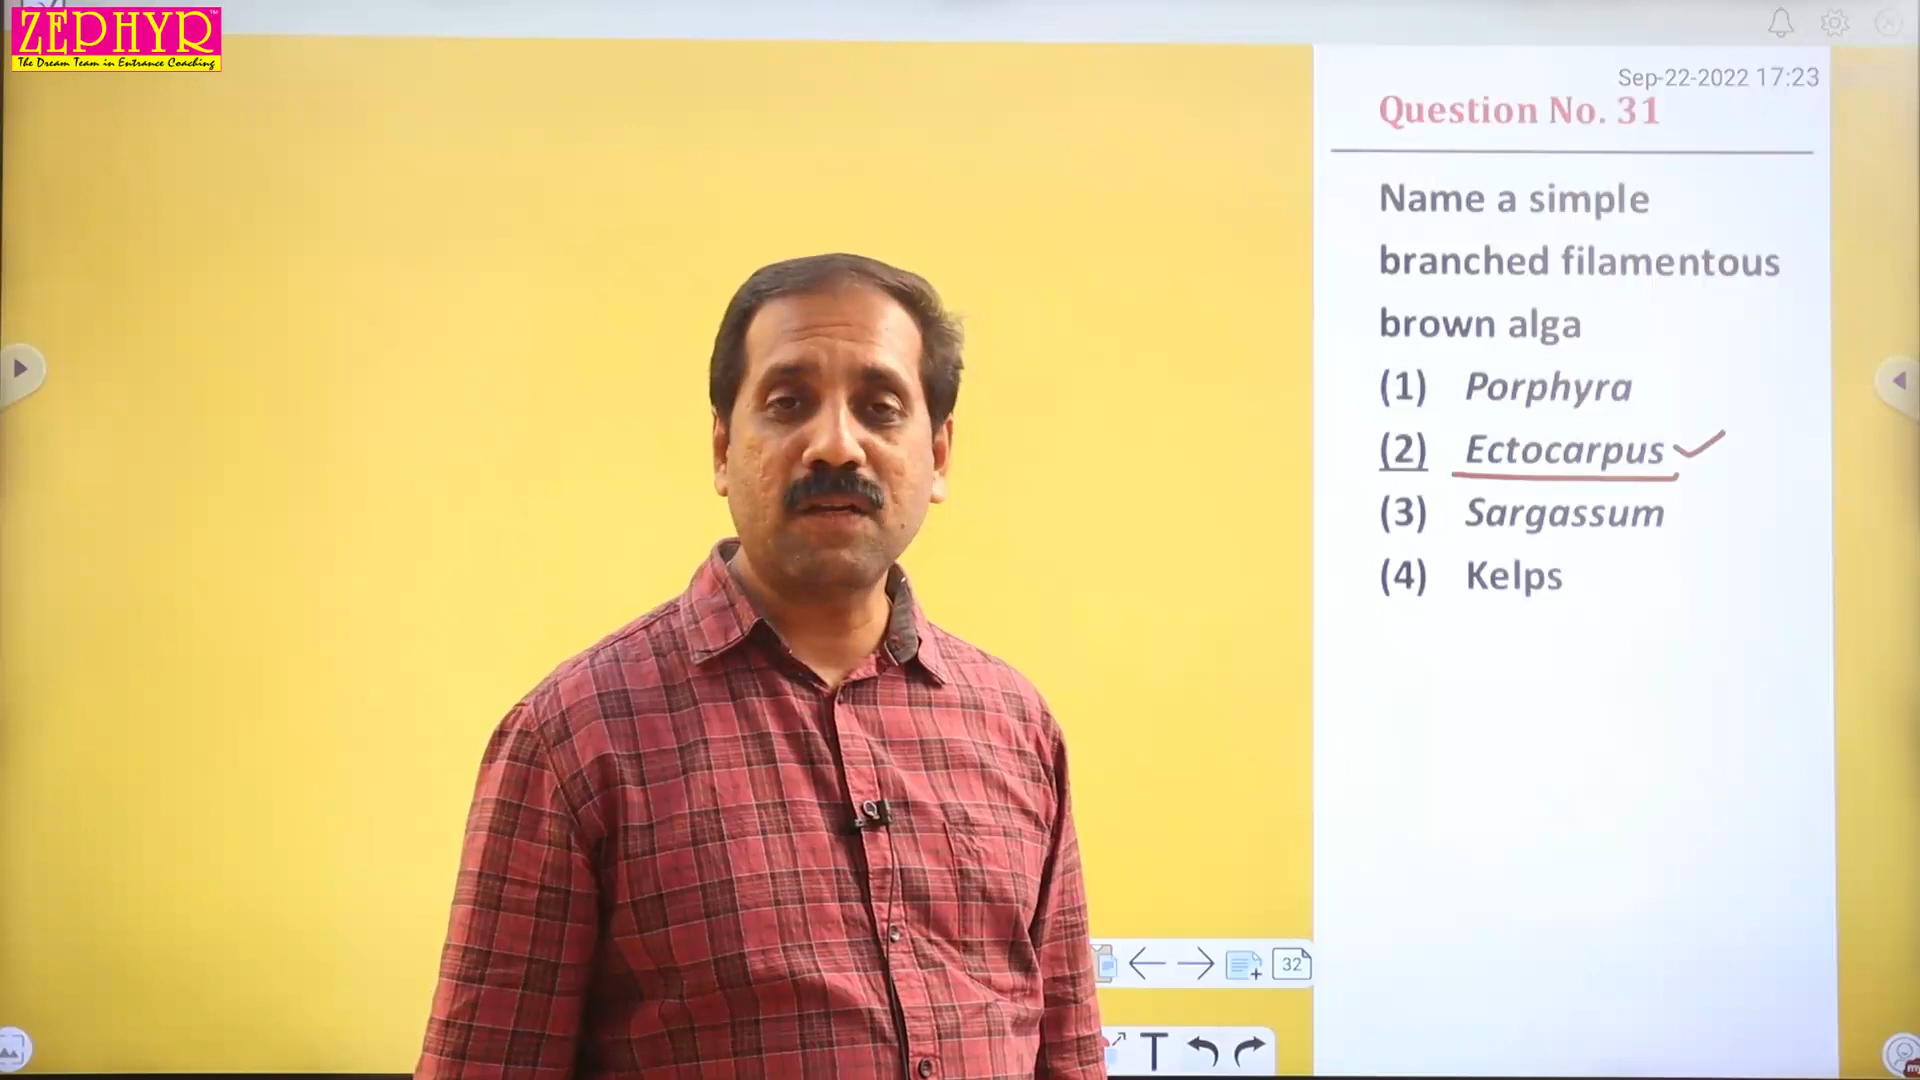 ZEPHYR™
The Dream Team in Entrance Coaching
Sep-22-2022 17:23
Question No. 31
Name a simple
branched filamentous
brown alga
(1) Porphyra
(2) Ectocarpus
(3) Sargassum
(4) Kelps
32
T